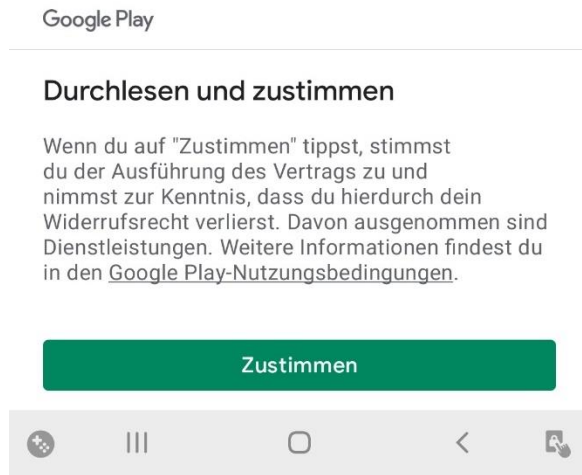 Google Play
Durchlesen und zustimmen
Wenn du auf "Zustimmen" tippst, stimmst
du der Ausführung des Vertrags zu und
nimmst zur Kenntnis, dass du hierdurch dein
Widerrufsrecht verlierst. Davon ausgenommen sind
Dienstleistungen. Weitere Informationen findest du
in den Google Play-Nutzungsbedingungen.
Zustimmen